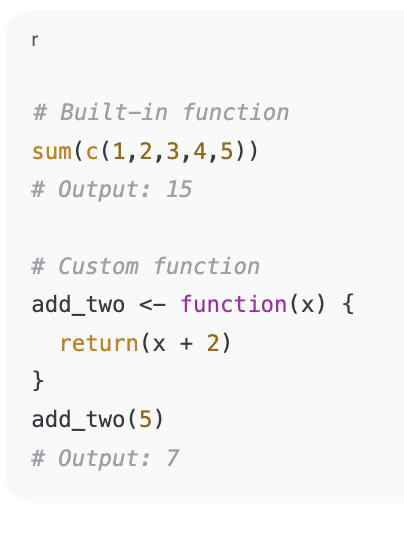 r
# Built-in function
sum(c(1,2,3,4,5))
# Output: 15
# Custom function
add_two <- function(x) {
  return(x + 2)
}
add_two(5)
# Output: 7